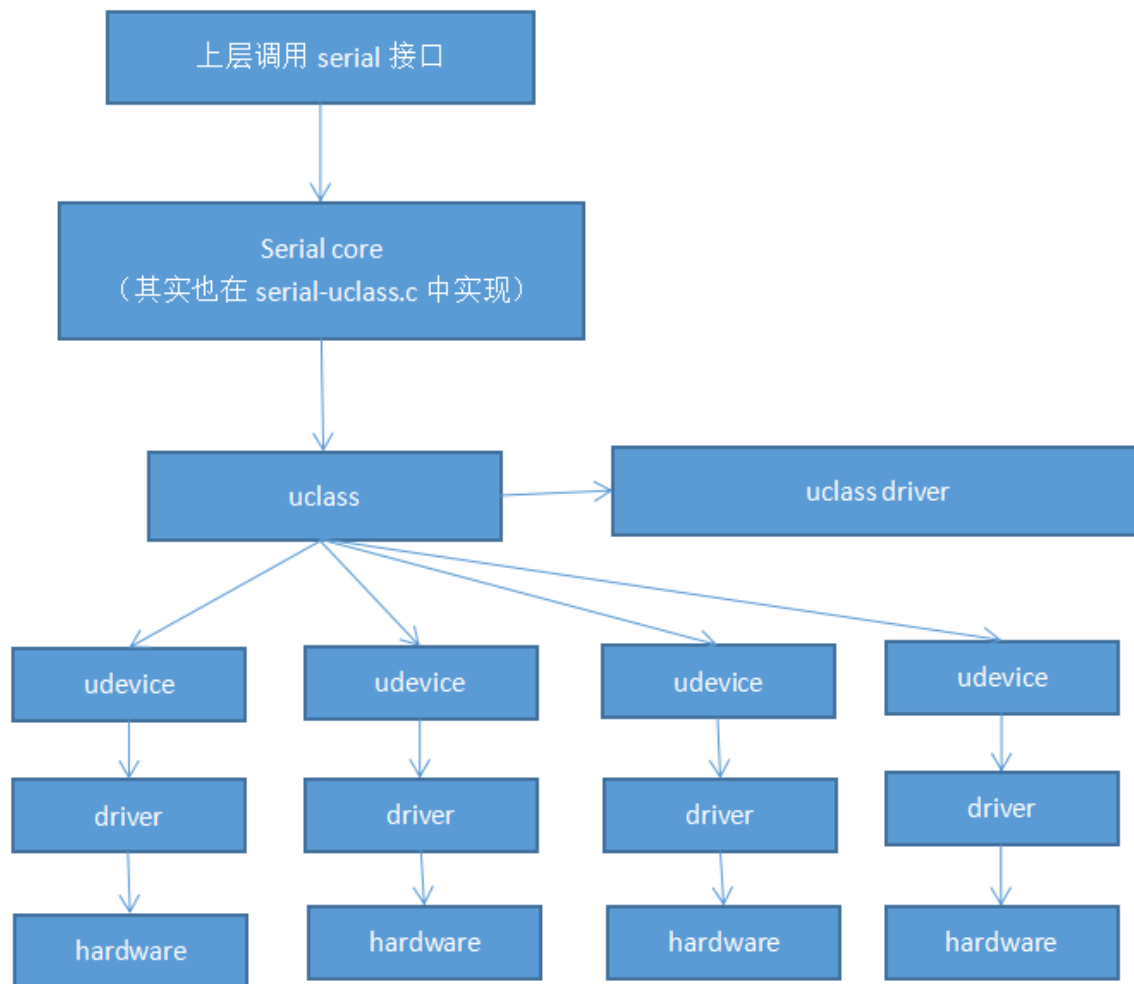 上层调用 serial 接口
Serial core
（其实也在 serial-uclass.c 中实现）
uclass
uclass driver
udevice
udevice
udevice
udevice
driver
driver
driver
driver
hardware
hardware
hardware
hardware